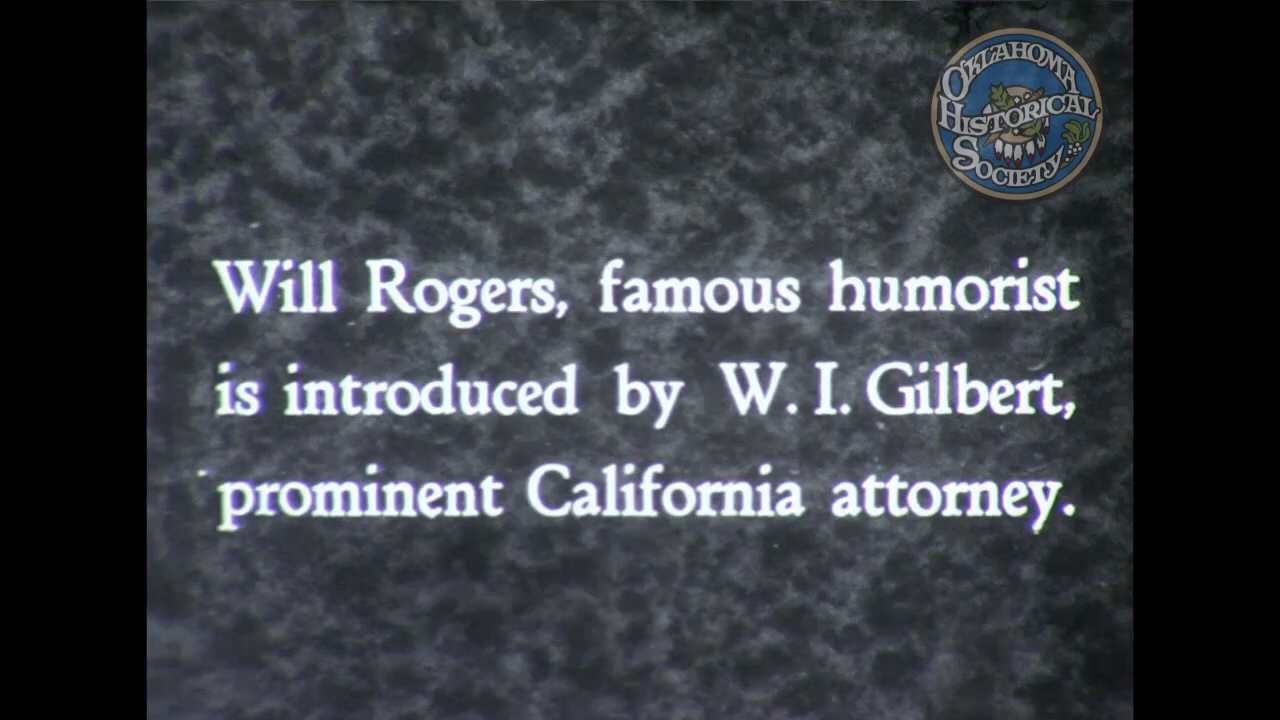 OKLAHOMA
HISTORICAL
SOCIETY
Will Rogers, famous humorist
is introduced by W. I. Gilbert,
prominent California attorney.